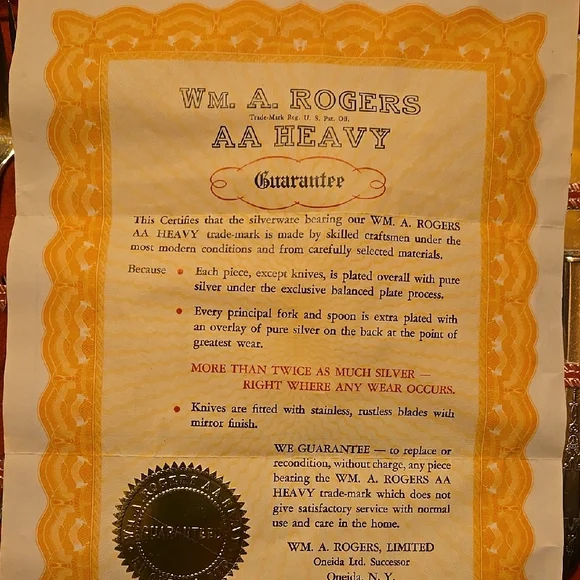 WM. A. ROGERS
Trade-Mark Reg. U. S. Pat. Off.
AA HEAVY
Guarantee
This Certifies that the silverware bearing our WM. A. ROGERS
AA HEAVY trade-mark is made by skilled craftsmen under the
most modern conditions and from carefully selected materials.
Because • Each piece, except knives, is plated overall with pure
silver under the exclusive balanced plate process.
• Every principal fork and spoon is extra plated with
an overlay of pure silver on the back at the point of
greatest wear.
MORE THAN TWICE AS MUCH SILVER —
RIGHT WHERE ANY WEAR OCCURS.
• Knives are fitted with stainless, rustless blades with
mirror finish.
WE GUARANTEE — to replace or
recondition, without charge, any piece
bearing the WM. A. ROGERS AA
HEAVY trade-mark which does not
give satisfactory service with normal
use and care in the home.
WM. A. ROGERS, LIMITED
Oneida Ltd. Successor
Oneida, N. Y.
WM. A. ROGERS AA HEAVY
GUARANTEE